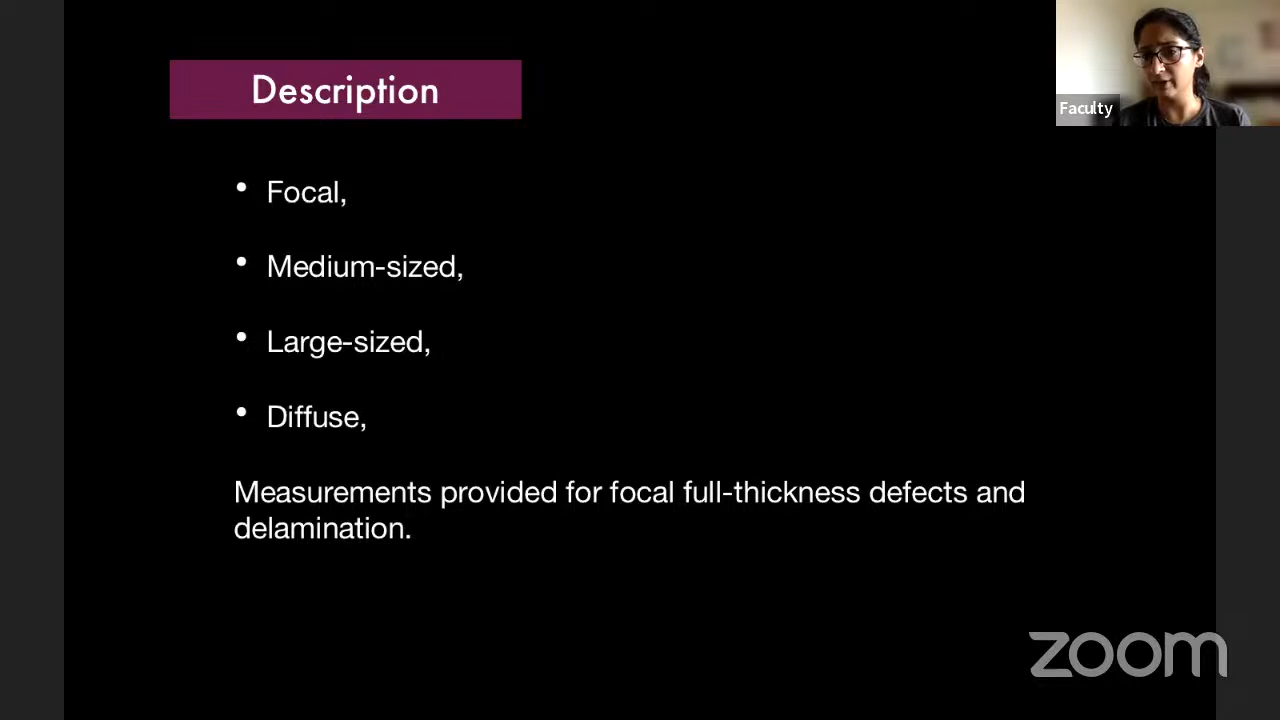 Description
Faculty
• Focal,
• Medium-sized,
• Large-sized,
• Diffuse,
Measurements provided for focal full-thickness defects and
delamination.
zoom